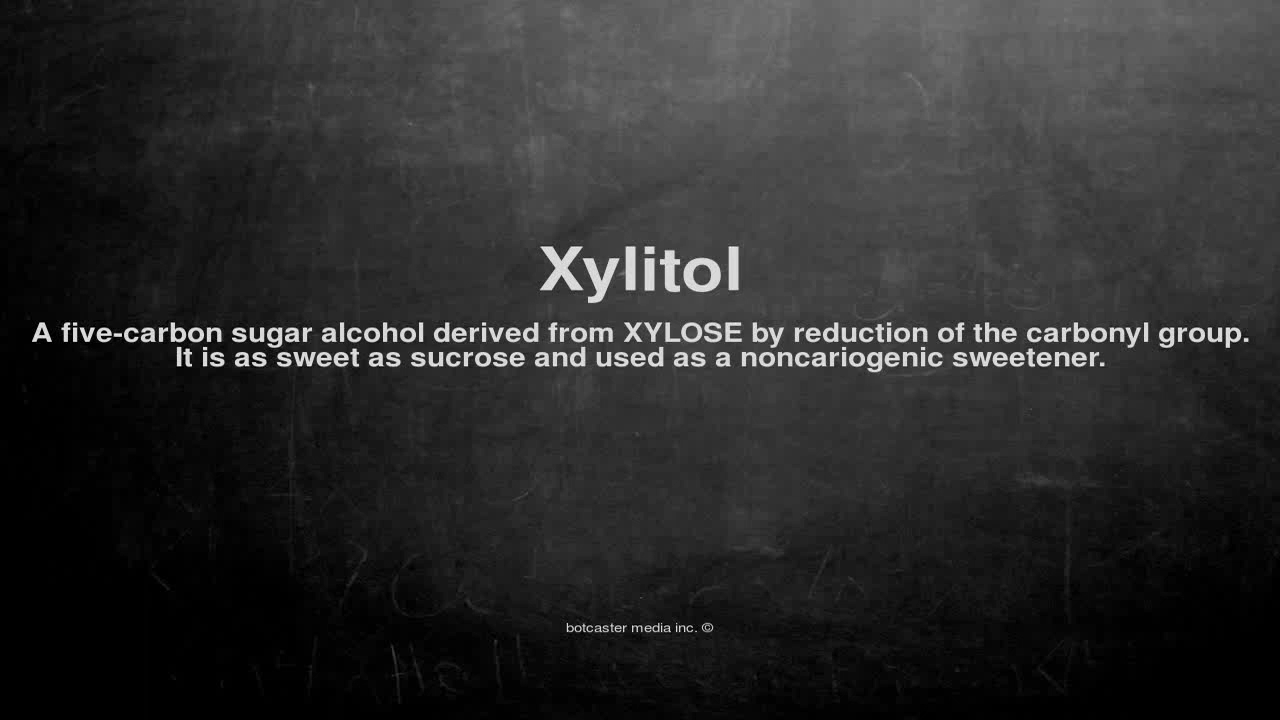 Xylitol
A five-carbon sugar alcohol derived from XYLOSE by reduction of the carbonyl group.
It is as sweet as sucrose and used as a noncariogenic sweetener.
botcaster media inc. ©